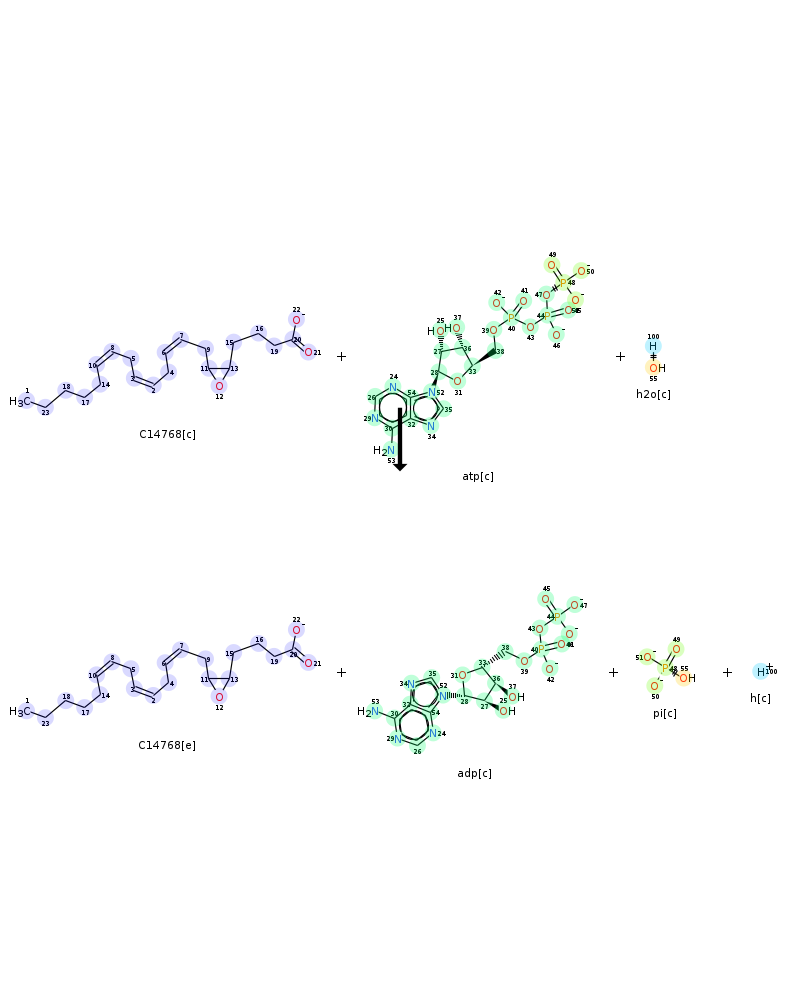 49
42 41 O O- 50
O- O 47 P 48
22 25 37 O O-
O- HO HO 39 O P 44 P O
100
7 16 40 O 46
8 6 9 15 20 O 21 27 36 43 O- H
10 5 11 13 19 + 28 33 38 + OH
1 3 4 O 24 O 55
H3C 18 14 2 12 N 54 N 52 31 h2o[c]
23 17 26 35
29 N 32 N 34
C14768[c] 30
H2N
53 atp[c]
45
O 44 P O- 47
22 43 O O- 49
O- 38 40 P O 51 O- O
7 16 33 O O- P 55
8 6 9 15 20 O 21 35 31 O 36 39 42 OH +
10 5 11 13 19 + 34 N N 52 37 OH + O- + H 100
1 3 4 O 53 32 28 27 25 OH 50 h[c]
H3C 18 14 2 12 H2N 30 54 pi[c]
23 17 29 N N 24
C14768[e] 26
adp[c]